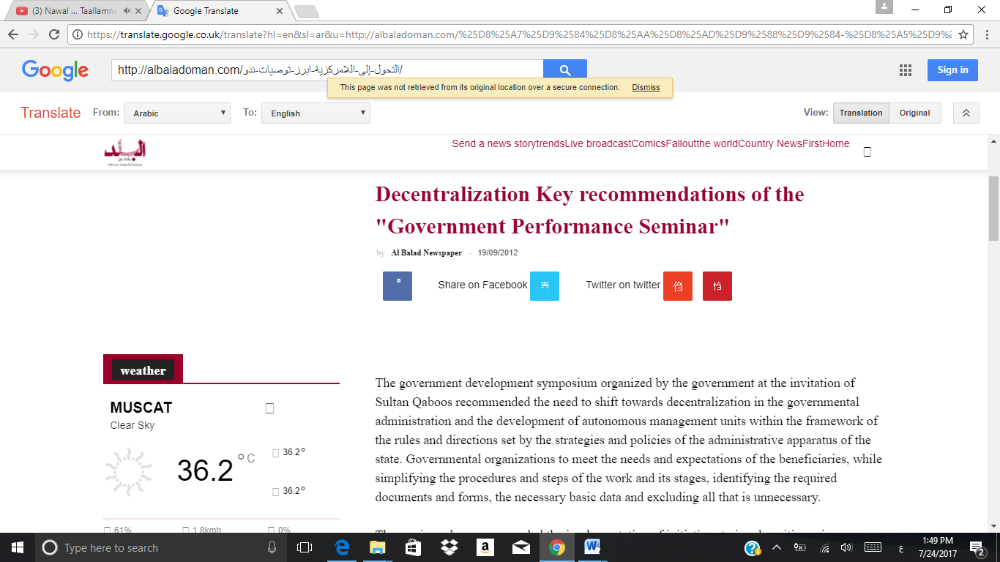 (3) Nawal ... Taallamna
Google Translate
https://translate.google.co.uk/translate?hl=en&sl=ar&u=http://albaladoman.com/%25D8%25A7%25D9%2584%25D8%25AA%25D8%25AD%25D9%2588%25D9%2584-%25D8%25A5%25D9%2
Google
http://albaladoman.com/التحول-إلى-اللامركزية-ابرز-توصيات-ندو/
Sign in
This page was not retrieved from its original location over a secure connection. Dismiss
Translate From: Arabic To: English View: Translation Original
البلد
Send a news storytrendsLive broadcastComicsFalloutthe worldCountry NewsFirstHome
Decentralization Key recommendations of the
"Government Performance Seminar"
by Al Balad Newspaper - 19/09/2012
Share on Facebook Twitter on twitter
weather
MUSCAT
Clear Sky
36.2 °C
36.2°
36.2°
61% 1.8kmh 0%
The government development symposium organized by the government at the invitation of
Sultan Qaboos recommended the need to shift towards decentralization in the governmental
administration and the development of autonomous management units within the framework of
the rules and directions set by the strategies and policies of the administrative apparatus of the
state. Governmental organizations to meet the needs and expectations of the beneficiaries, while
simplifying the procedures and steps of the work and its stages, identifying the required
documents and forms, the necessary basic data and excluding all that is unnecessary.
Type here to search
ع
1:49 PM
7/24/2017
2